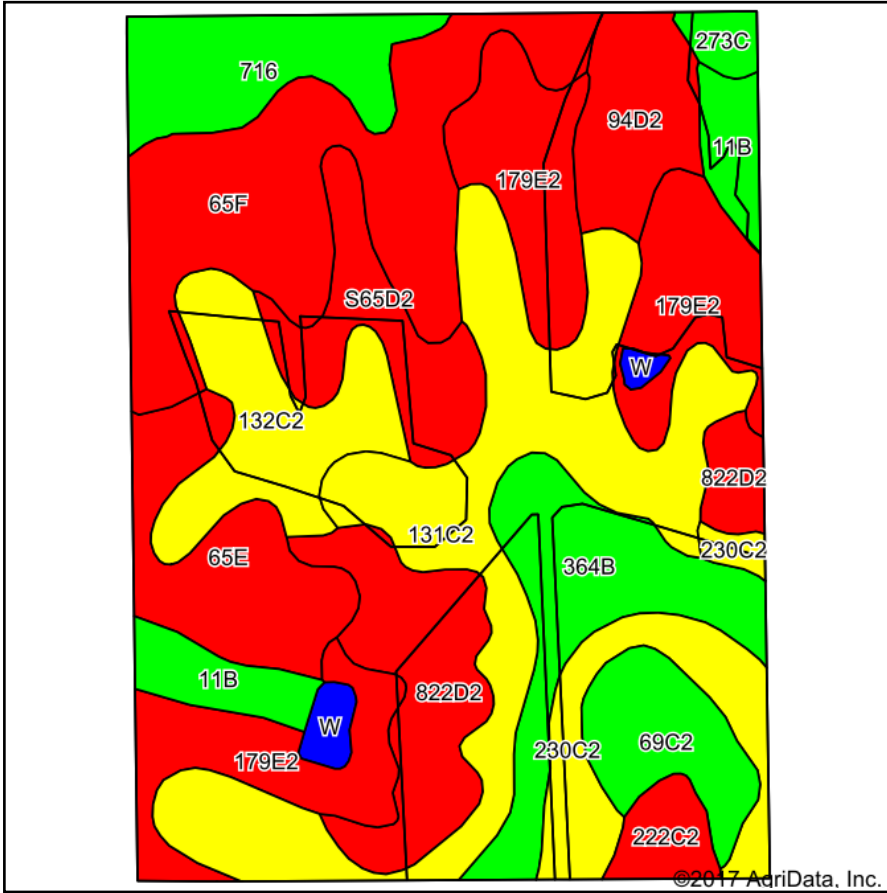 273C
716
94D2
11B
179E2
65F
S65D2
179E2
W
132C2
822D2
131C2
230C2
65E
364B
11B
822D2
W
69C2
230C2
179E2
222C2
©2017 AgriData, Inc.